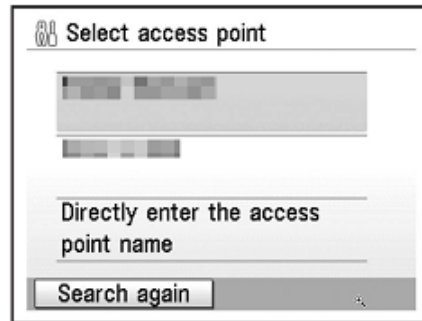 Select access point
Directly enter the access
point name
Search again